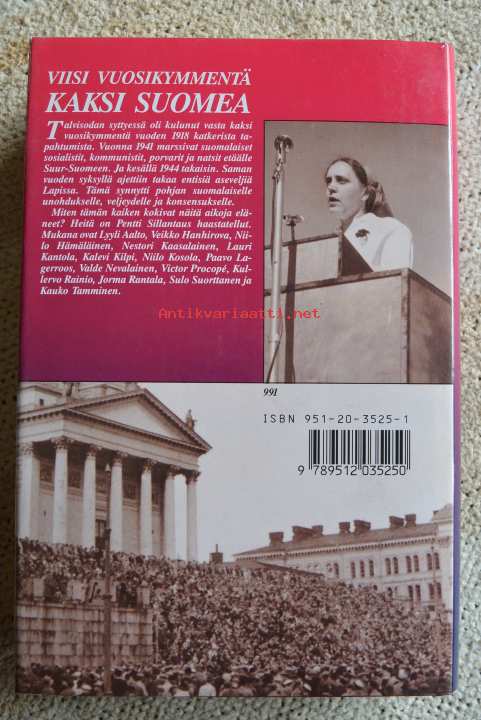 VIISI VUOSIKYMMENTÄ
KAKSI SUOMEA
Talvisodan syttyessä oli kulunut vasta kaksi
vuosikymmentä vuoden 1918 katkerista ta-
pahtumista. Vuonna 1941 marssivat suomalaiset
sosialistit, kommunistit, porvarit ja natsit etäälle
Suur-Suomeen. Ja kesällä 1944 takaisin. Saman
vuoden syksyllä ajettiin takaa entisiä aseveljiä
Lapissa. Tämä synnytti pohjan suomalaiselle
unohdukselle, veljeydelle ja konsensukselle.
Miten tämän kaiken kokivat näitä aikoja elä-
neet? Heitä on Pentti Sillantaus haastatellut.
Mukana ovat Lyyli Aalto, Veikko Hanhirova, Nii-
lo Hämäläinen, Nestori Kaasalainen, Lauri
Kantola, Kalevi Kilpi, Niilo Kosola, Paavo La-
gerroos, Valde Nevalainen, Victor Procopé, Kul-
lervo Rainio, Jorma Rantala, Sulo Suorttanen ja
Kauko Tamminen.
Antikvariaatti.net
991
ISBN 951-20-3525-1
9 789512 035250